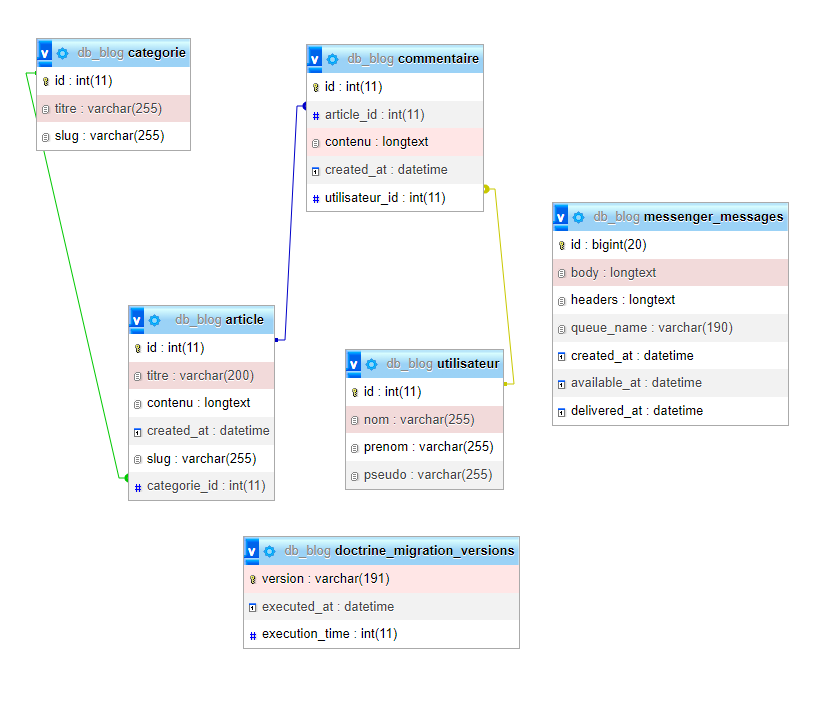 db_blog categorie
id : int(11)
titre : varchar(255)
slug : varchar(255)
db_blog commentaire
id : int(11)
article_id : int(11)
contenu : longtext
created_at : datetime
utilisateur_id : int(11)
db_blog messenger_messages
id : bigint(20)
body : longtext
headers : longtext
queue_name : varchar(190)
created_at : datetime
available_at : datetime
delivered_at : datetime
db_blog article
id : int(11)
titre : varchar(200)
contenu : longtext
created_at : datetime
slug : varchar(255)
categorie_id : int(11)
db_blog utilisateur
id : int(11)
nom : varchar(255)
prenom : varchar(255)
pseudo : varchar(255)
db_blog doctrine_migration_versions
version : varchar(191)
executed_at : datetime
execution_time : int(11)